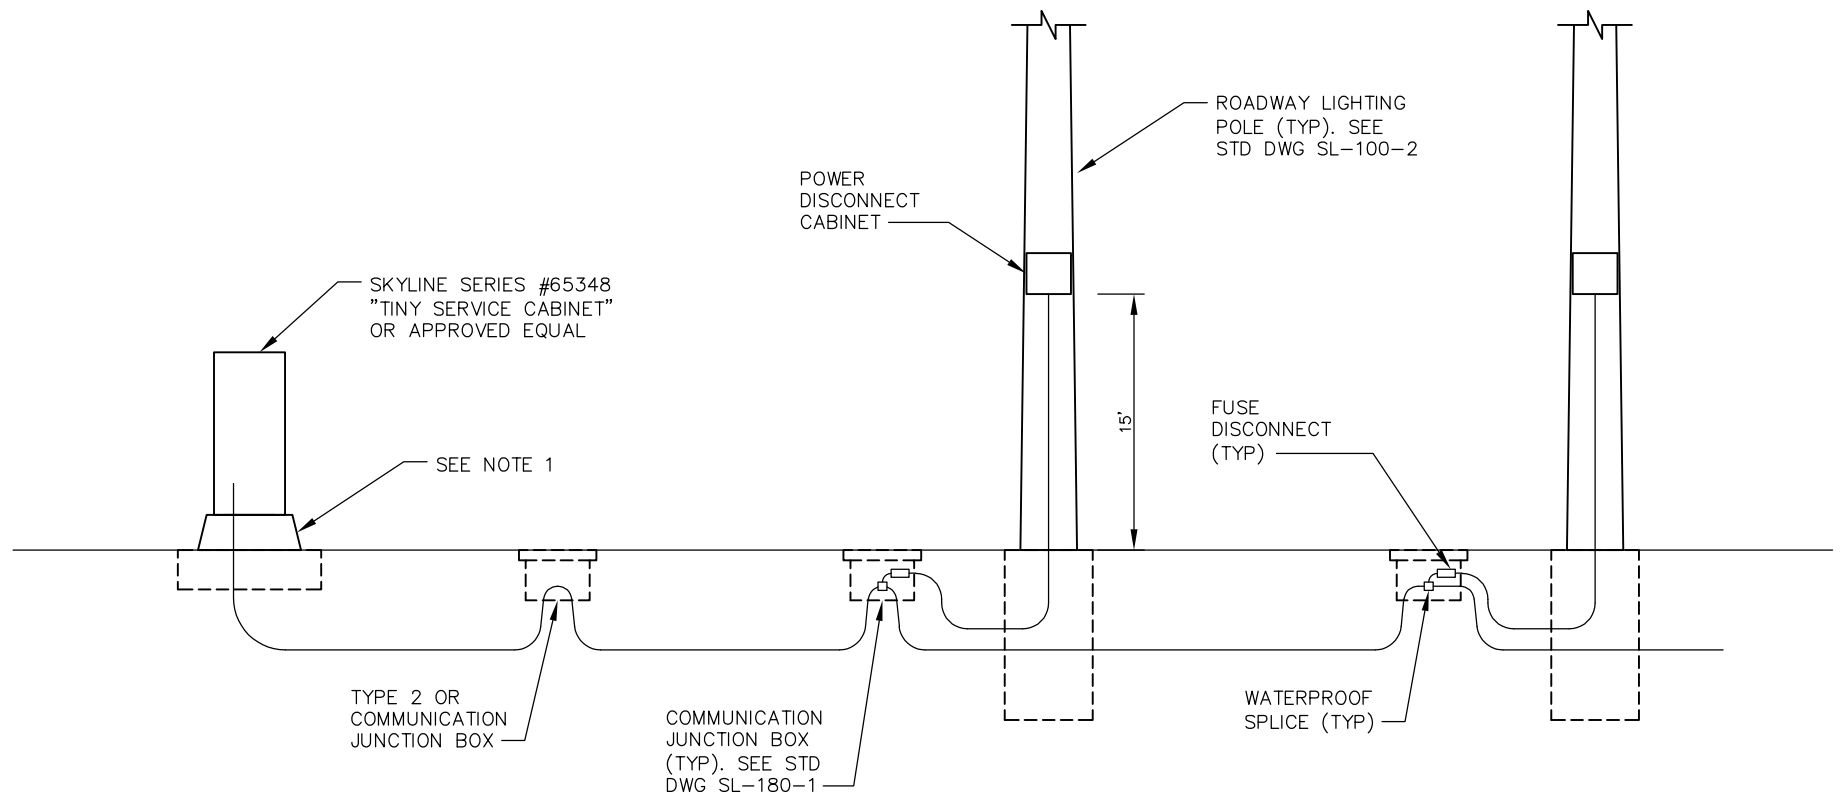 ROADWAY LIGHTING
POLE (TYP). SEE
STD DWG SL-100-2
POWER
DISCONNECT
CABINET
SKYLINE SERIES #65348
"TINY SERVICE CABINET"
OR APPROVED EQUAL
15'
FUSE
DISCONNECT
(TYP)
SEE NOTE 1
TYPE 2 OR
COMMUNICATION
JUNCTION BOX
COMMUNICATION
JUNCTION BOX
(TYP). SEE STD
DWG SL-180-1
WATERPROOF
SPLICE (TYP)